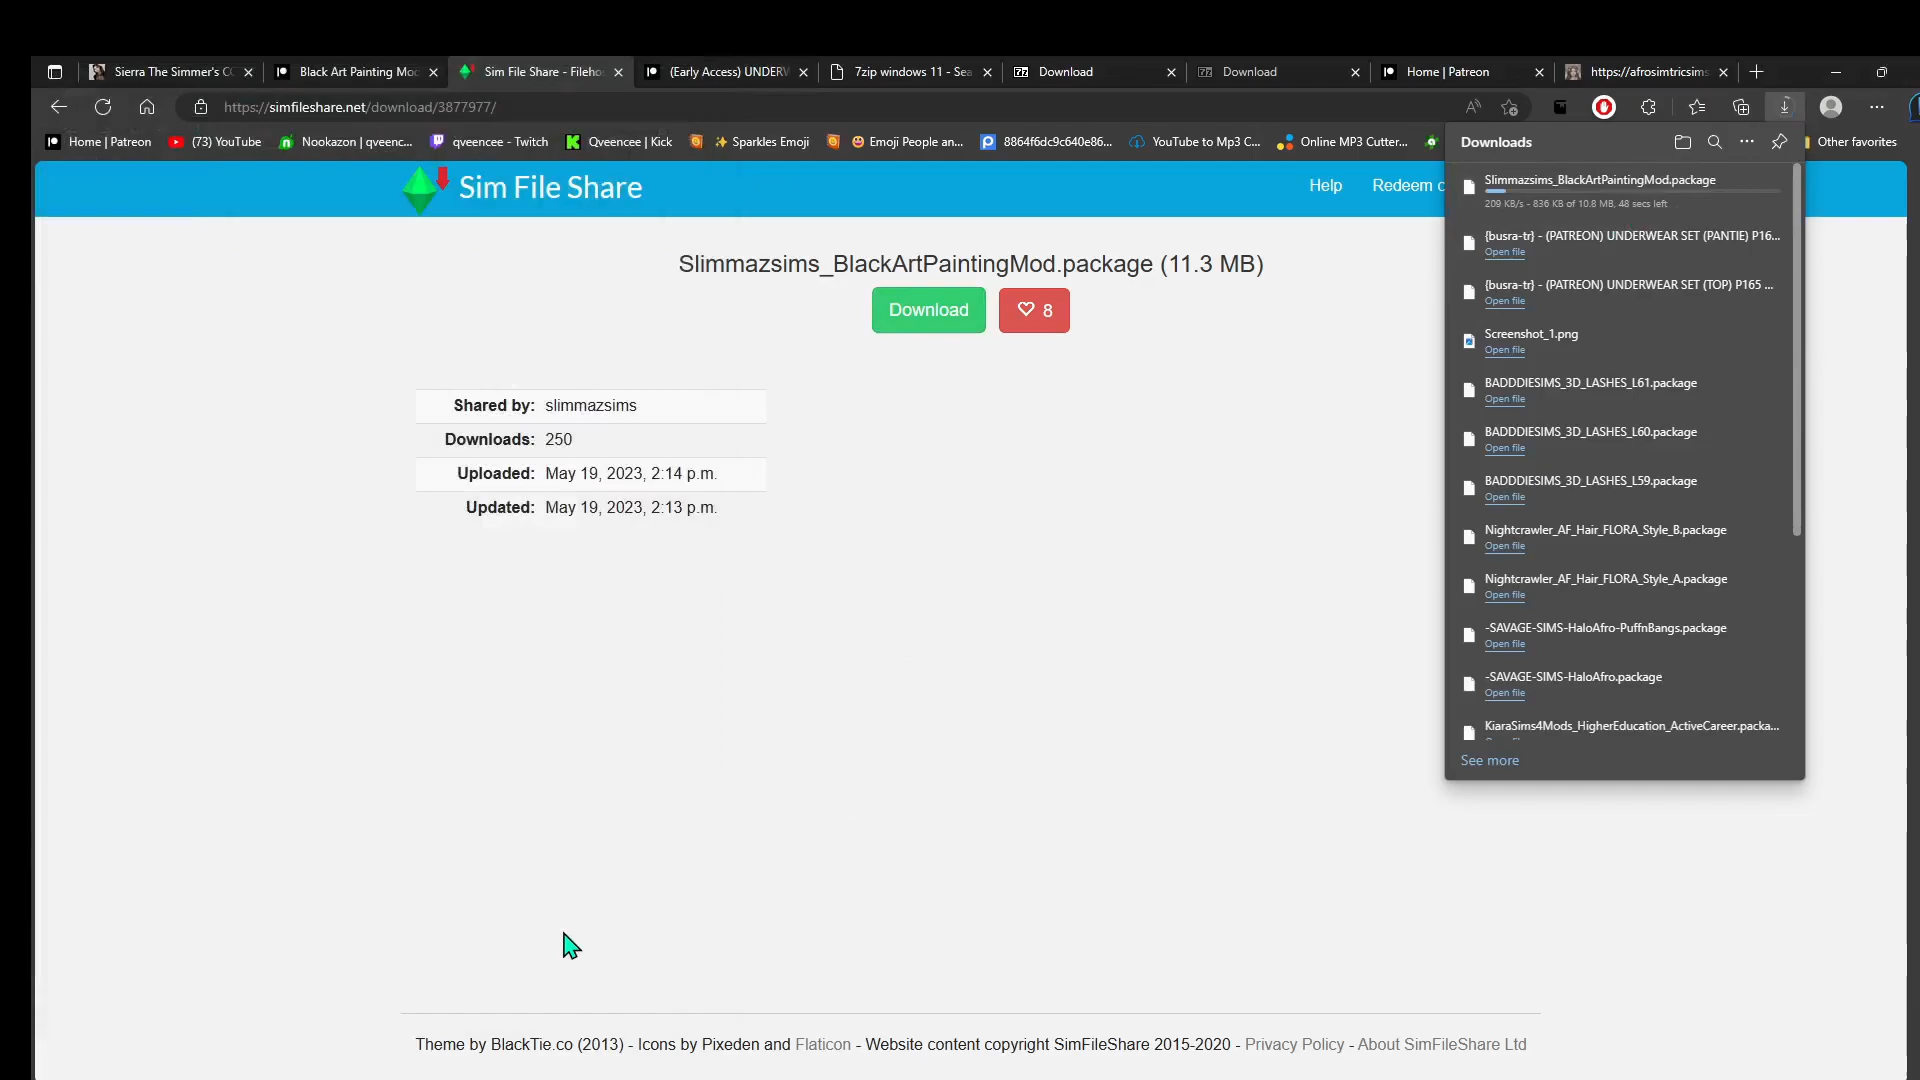 Sierra The Simmer's CC
Black Art Painting Mod
Sim File Share - Fileho
(Early Access) UNDERW
7zip windows 11 - Sea
Download
Download
Home | Patreon
https://afrosimtricsims
https://simfileshare.net/download/3877977/
Home | Patreon
(73) YouTube
Nookazon | qveenc...
qveencee - Twitch
Qveencee | Kick
✨ Sparkles Emoji
😃 Emoji People an...
8864f6dc9c640e86...
YouTube to Mp3 C...
Online MP3 Cutter...
Other favorites
Sim File Share
Help
Redeem c
Slimmazsims_BlackArtPaintingMod.package (11.3 MB)
Download
8
Shared by: slimmazsims
Downloads: 250
Uploaded: May 19, 2023, 2:14 p.m.
Updated: May 19, 2023, 2:13 p.m.
Downloads
Slimmazsims_BlackArtPaintingMod.package
209 KB/s - 836 KB of 10.8 MB, 48 secs left
{busra-tr} - (PATREON) UNDERWEAR SET (PANTIE) P16...
Open file
{busra-tr} - (PATREON) UNDERWEAR SET (TOP) P165 ...
Open file
Screenshot_1.png
Open file
BADDDIESIMS_3D_LASHES_L61.package
Open file
BADDDIESIMS_3D_LASHES_L60.package
Open file
BADDDIESIMS_3D_LASHES_L59.package
Open file
Nightcrawler_AF_Hair_FLORA_Style_B.package
Open file
Nightcrawler_AF_Hair_FLORA_Style_A.package
Open file
-SAVAGE-SIMS-HaloAfro-PuffnBangs.package
Open file
-SAVAGE-SIMS-HaloAfro.package
Open file
KiaraSims4Mods_HigherEducation_ActiveCareer.packa...
See more
Theme by BlackTie.co (2013) - Icons by Pixeden and Flaticon - Website content copyright SimFileShare 2015-2020 - Privacy Policy - About SimFileShare Ltd